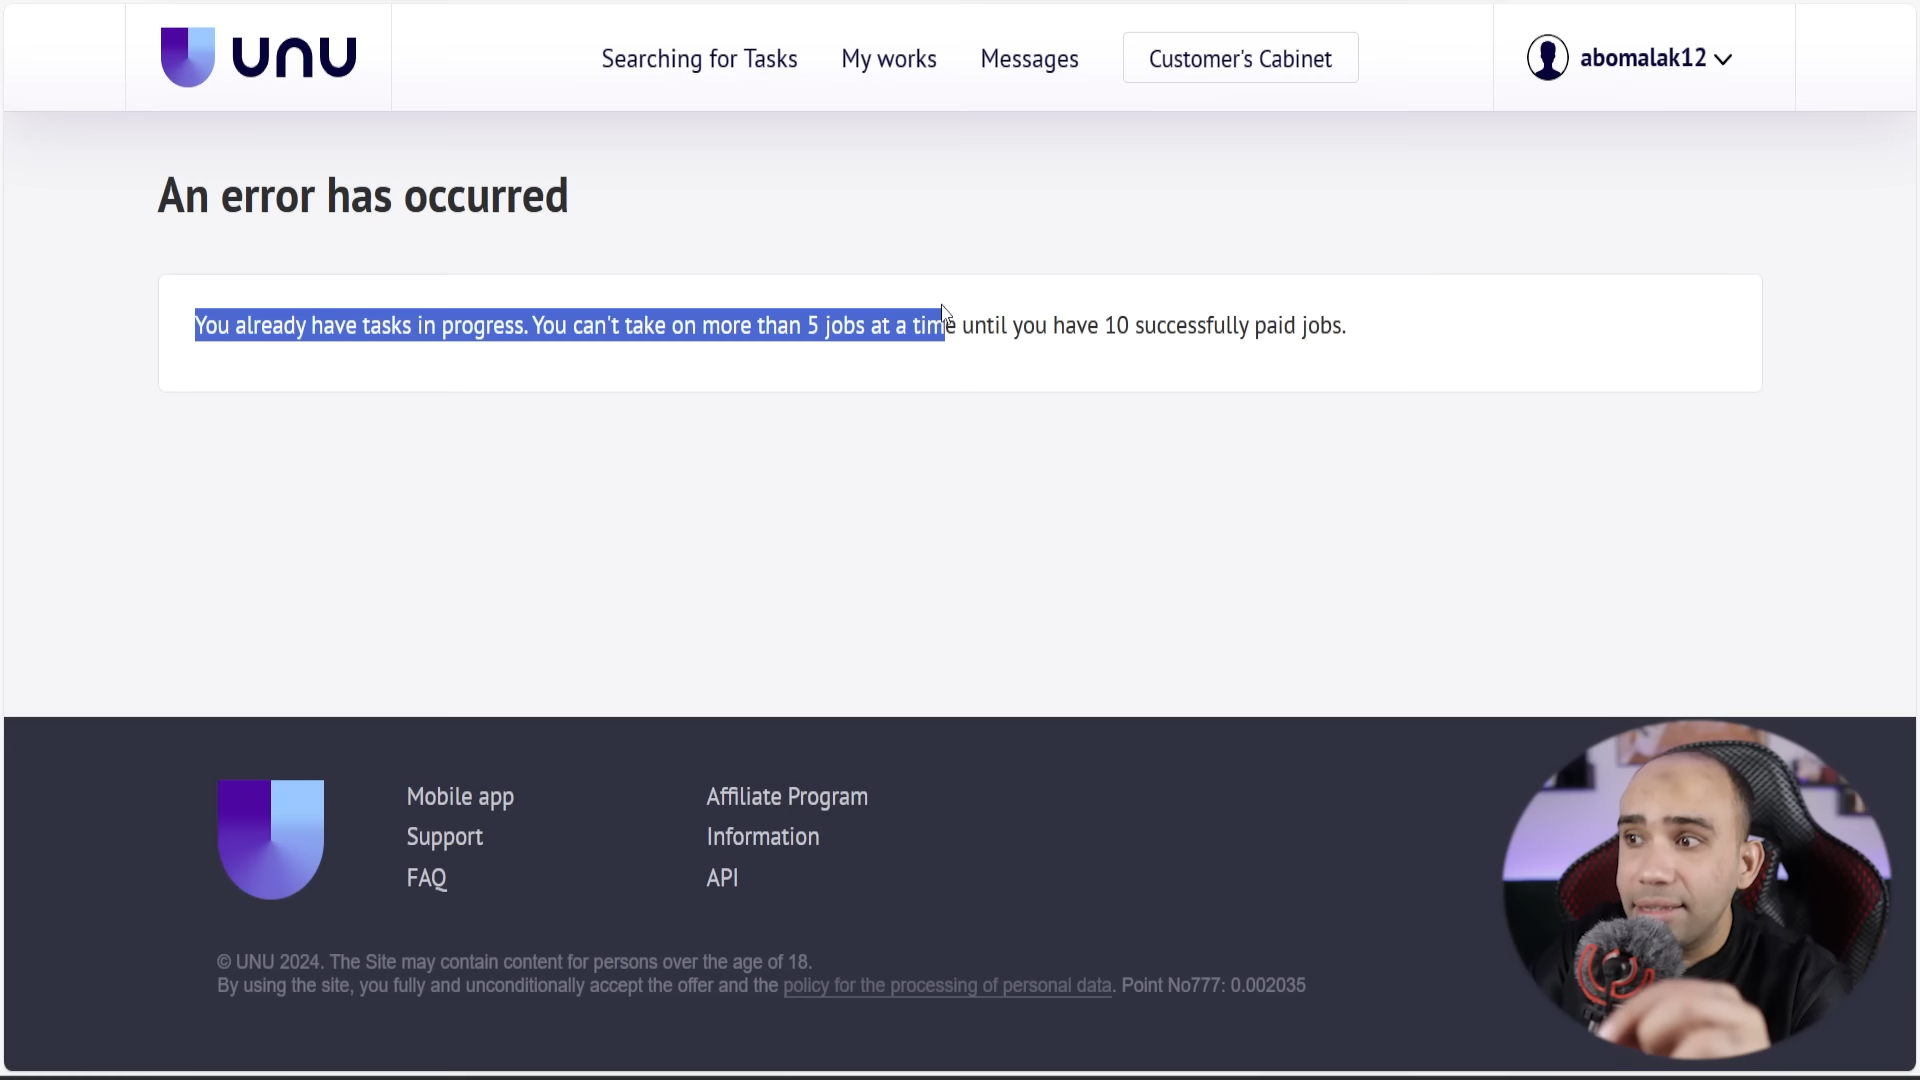 unu
Searching for Tasks
My works
Messages
Customer's Cabinet
abomalak12
An error has occurred
You already have tasks in progress. You can't take on more than 5 jobs at a time until you have 10 successfully paid jobs.
Mobile app
Affiliate Program
Support
Information
FAQ
API
© UNU 2024. The Site may contain content for persons over the age of 18.
By using the site, you fully and unconditionally accept the offer and the policy for the processing of personal data. Point No777: 0.002035